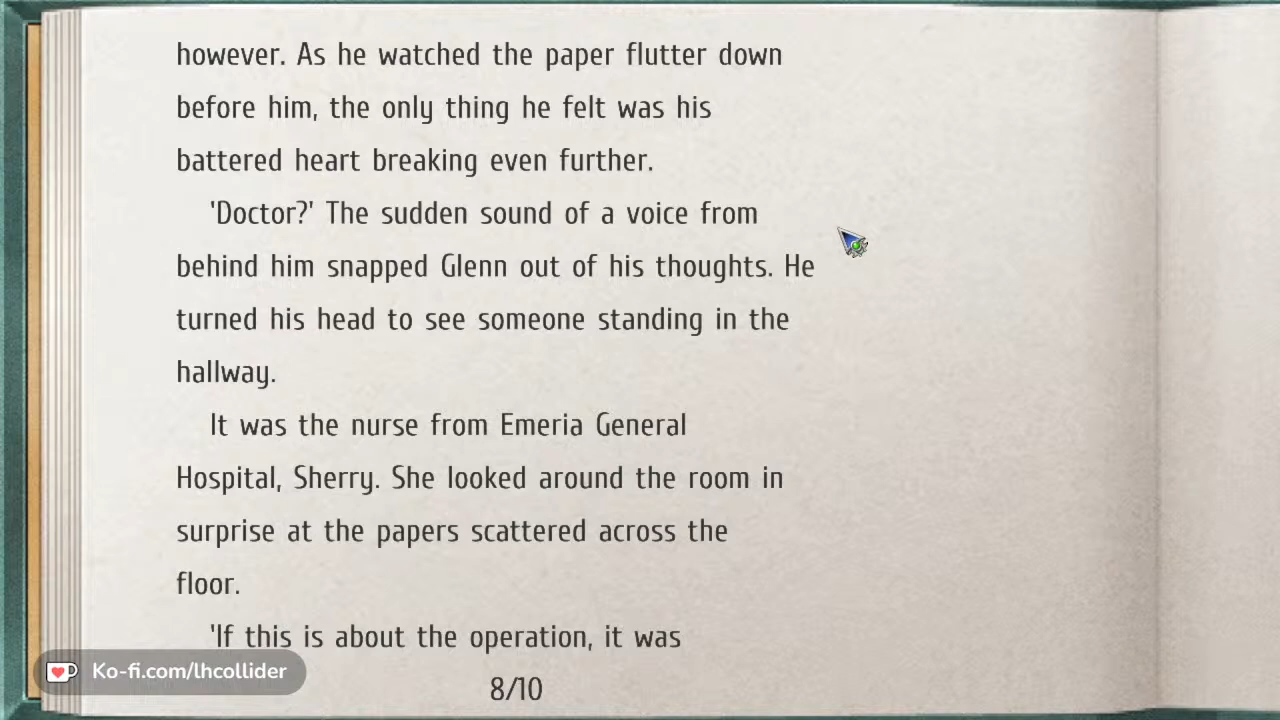 however. As he watched the paper flutter down
before him, the only thing he felt was his
battered heart breaking even further.
'Doctor?' The sudden sound of a voice from
behind him snapped Glenn out of his thoughts. He
turned his head to see someone standing in the
hallway.
It was the nurse from Emeria General
Hospital, Sherry. She looked around the room in
surprise at the papers scattered across the
floor.
'If this is about the operation, it was
Ko-fi.com/lhcollider
8/10